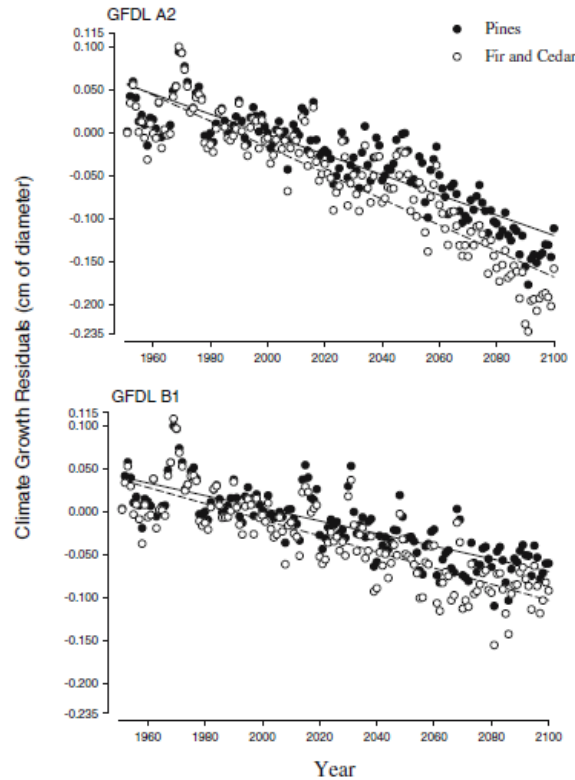 GFDL A2
Pines
Fir and Cedar
0.115
0.100
0.050
0.000
-0.050
-0.100
-0.150
-0.200
-0.235
1960 1980 2000 2020 2040 2060 2080 2100
Climate Growth Residuals (cm of diameter)
GFDL B1
0.115
0.100
0.050
0.000
-0.050
-0.100
-0.150
-0.200
-0.235
1960 1980 2000 2020 2040 2060 2080 2100
Year